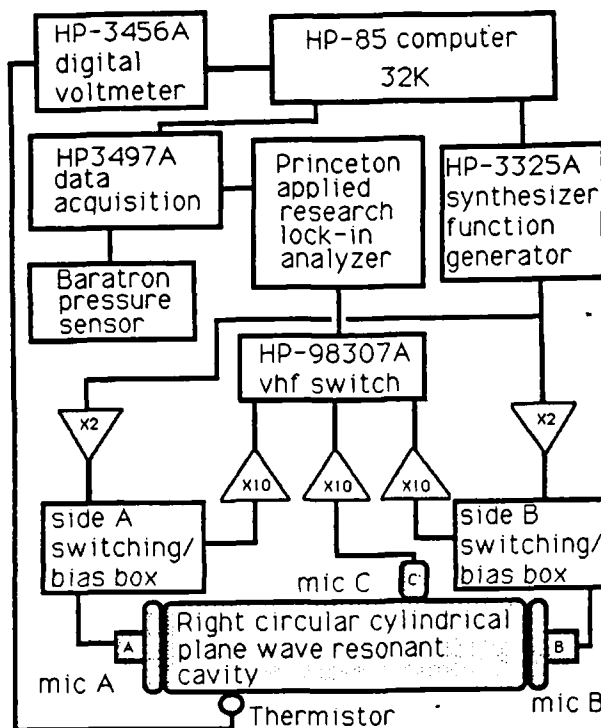 HP-3456A
digital
voltmeter
HP-85 computer
32K
HP3497A
data
acquisition
Princeton
applied
research
lock-in
analyzer
HP-3325A
synthesizer
function
generator
Baratron
pressure
sensor
HP-98307A
vhf switch
X2
X2
X10
X10
X10
side A
switching/
bias box
side B
switching/
bias box
mic C
C
Right circular cylindrical
plane wave resonant
cavity
A
B
mic A
mic B
Thermistor